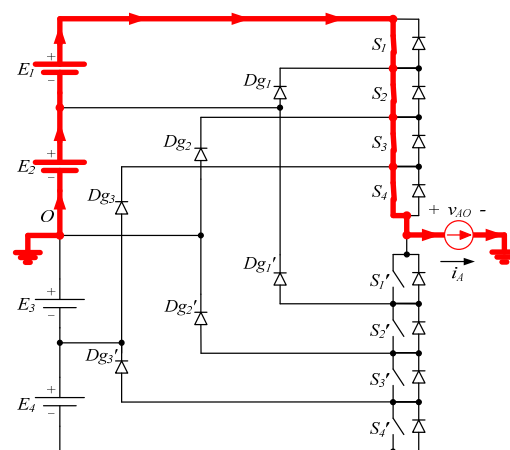 S1
+
E1
−
Dg1
S2
Dg2
S3
+
E2
−
Dg3
S4
O
+ vAO -
iA
Dg1′
S1′
+
E3
−
Dg2′
S2′
Dg3′
S3′
+
E4
−
S4′